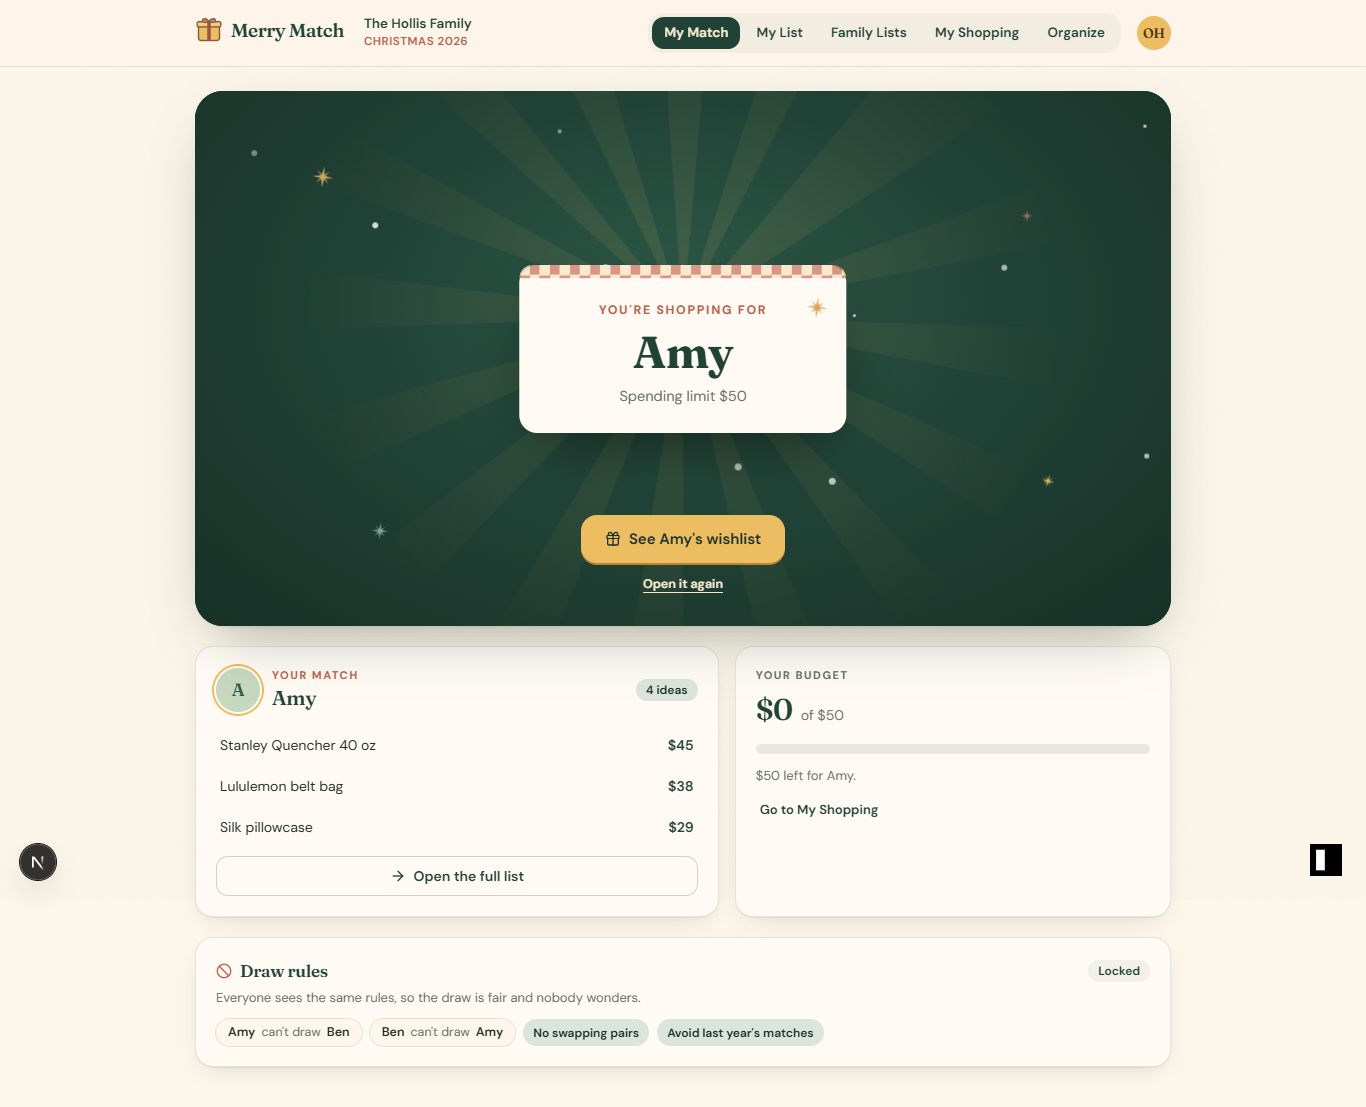 Merry Match
The Hollis Family
CHRISTMAS 2026
My Match
My List
Family Lists
My Shopping
Organize
OH
YOU'RE SHOPPING FOR
Amy
Spending limit $50
See Amy's wishlist
Open it again
A
YOUR MATCH
Amy
4 ideas
Stanley Quencher 40 oz $45
Lululemon belt bag $38
Silk pillowcase $29
Open the full list
YOUR BUDGET
$0 of $50
$50 left for Amy.
Go to My Shopping
N
Draw rules
Locked
Everyone sees the same rules, so the draw is fair and nobody wonders.
Amy can't draw Ben
Ben can't draw Amy
No swapping pairs
Avoid last year's matches